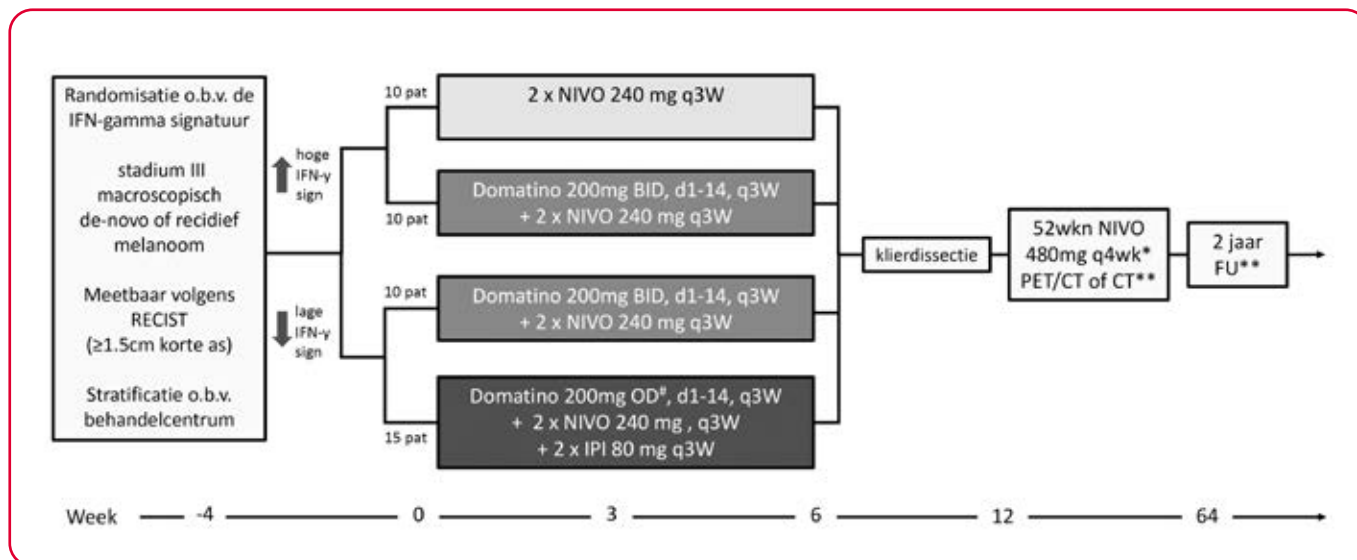 Randomisatie o.b.v. de
IFN-gamma signatuur
stadium III
macroscopisch
de-novo of recidief
melanoom
Meetbaar volgens
RECIST
(≥1.5cm korte as)
Stratificatie o.b.v.
behandelcentrum
hoge
IFN-γ
sign
lage
IFN-γ
sign
10 pat
2 x NIVO 240 mg q3W
10 pat
Domatino 200mg BID, d1-14, q3W
+ 2 x NIVO 240 mg q3W
10 pat
Domatino 200mg BID, d1-14, q3W
+ 2 x NIVO 240 mg q3W
15 pat
Domatino 200mg OD#, d1-14, q3W
+ 2 x NIVO 240 mg , q3W
+ 2 x IPI 80 mg q3W
klierdissectie
52wkn NIVO
480mg q4wk*
PET/CT of CT**
2 jaar
FU**
Week -4 0 3 6 12 64